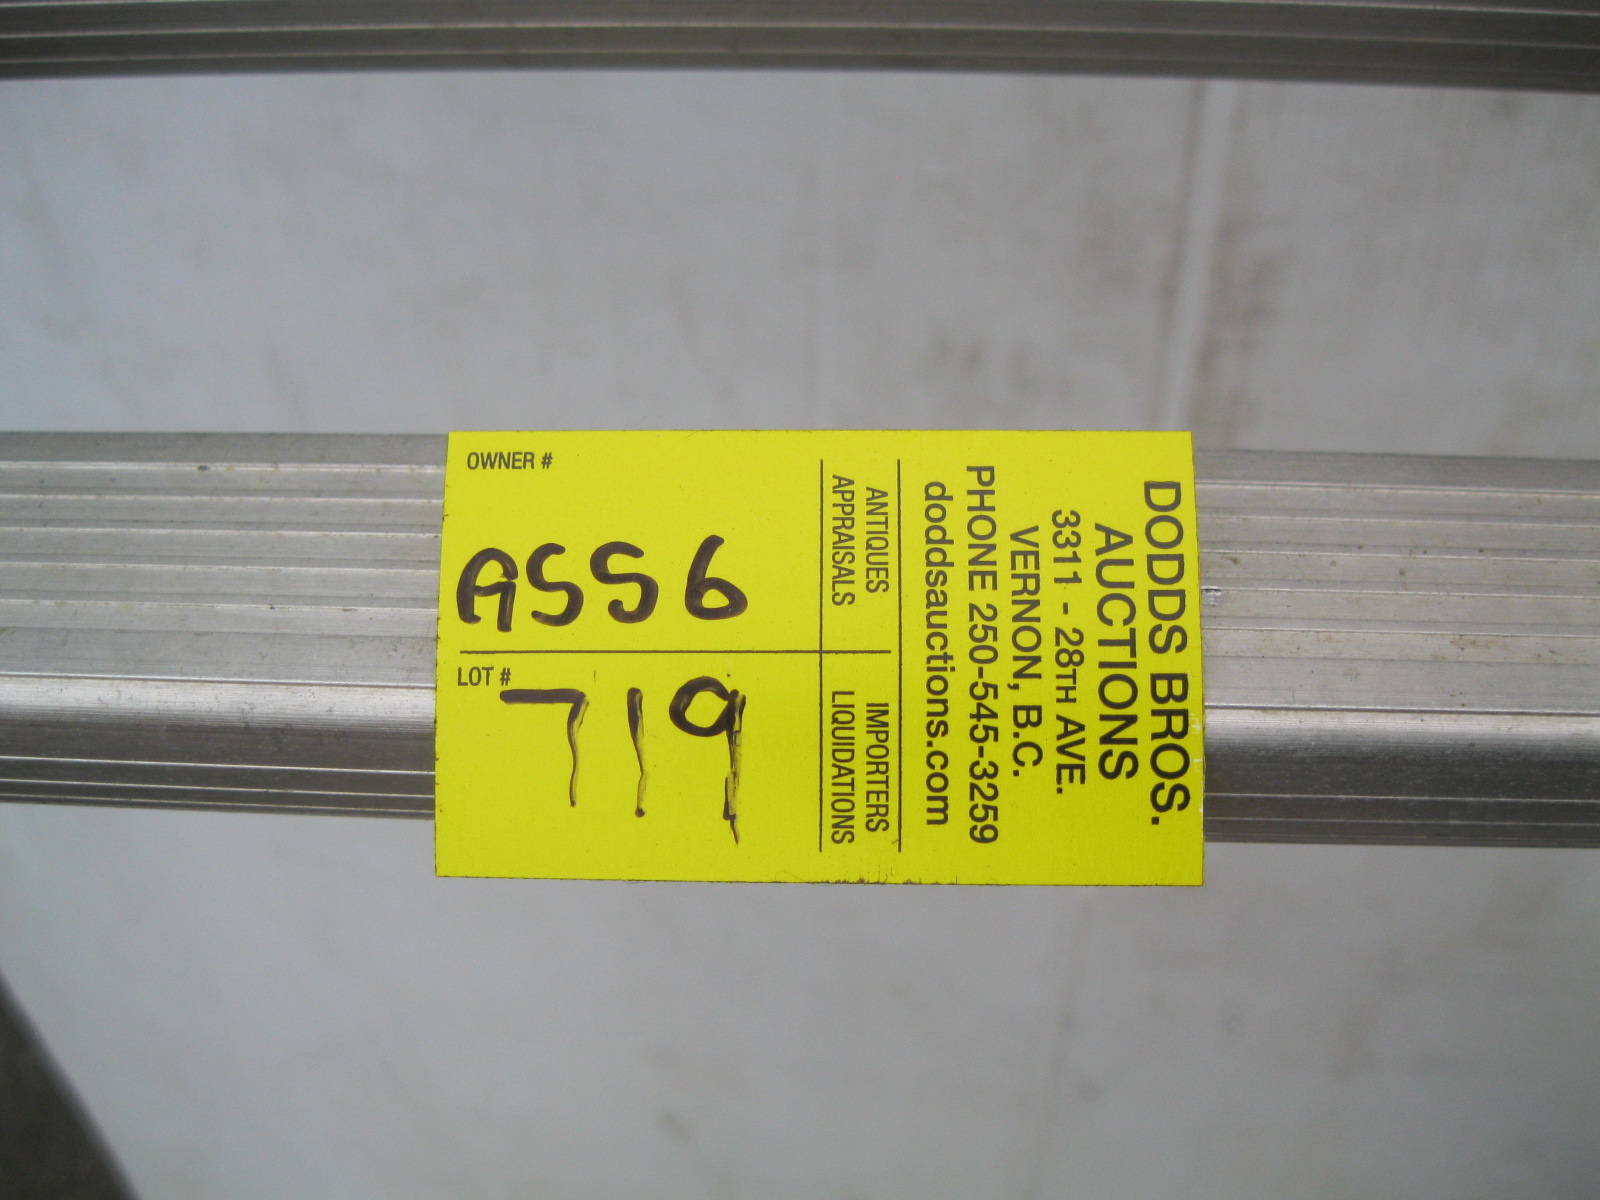 DODDS BROS.
AUCTIONS
3311 - 28TH AVE.
VERNON, B.C.
PHONE 250-545-3259
doddsauctions.com
ANTIQUES IMPORTERS
APPRAISALS LIQUIDATIONS
OWNER #
A556
LOT #
719